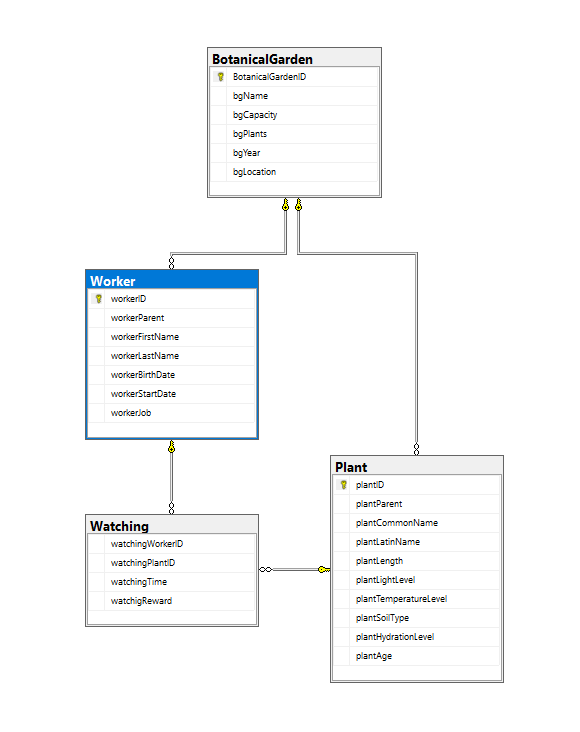 BotanicalGarden
BotanicalGardenID
bgName
bgCapacity
bgPlants
bgYear
bgLocation
Worker
workerID
workerParent
workerFirstName
workerLastName
workerBirthDate
workerStartDate
workerJob
Watching
watchingWorkerID
watchingPlantID
watchingTime
watchigReward
Plant
plantID
plantParent
plantCommonName
plantLatinName
plantLength
plantLightLevel
plantTemperatureLevel
plantSoilType
plantHydrationLevel
plantAge